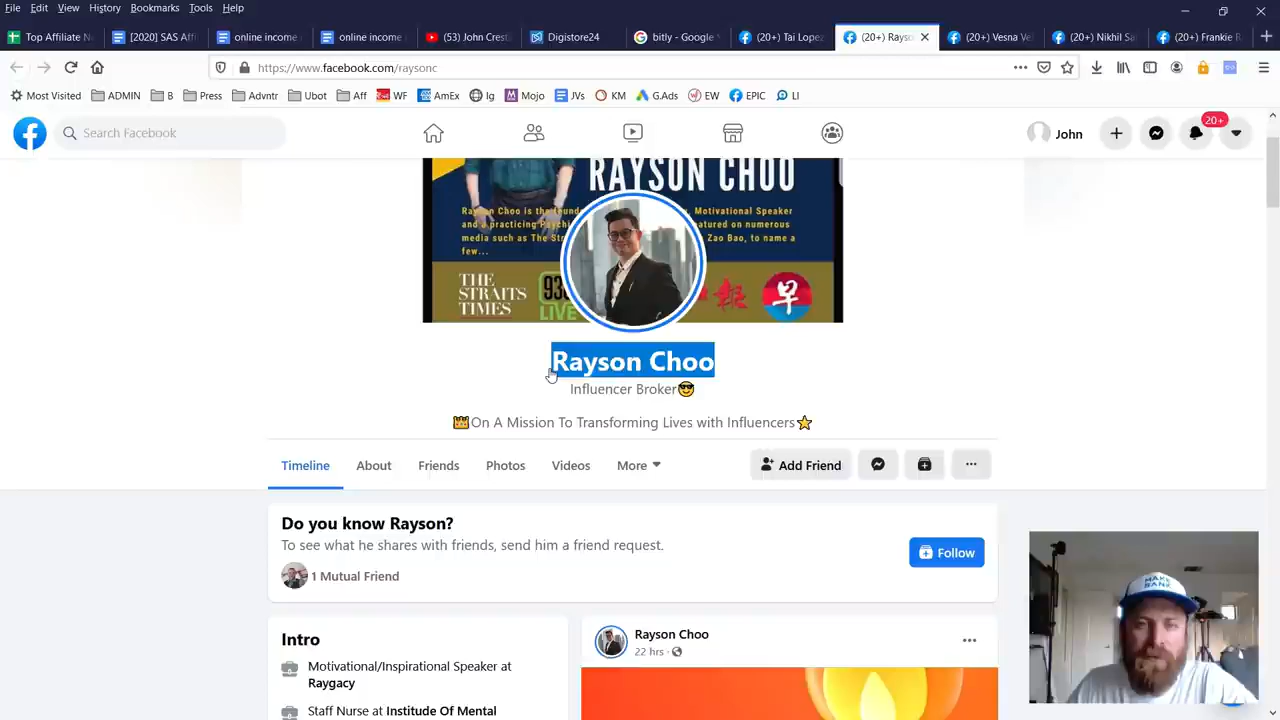 File Edit View History Bookmarks Tools Help
Top Affiliate N
[2020] SAS Affi
online income
online income
(53) John Crest
Digistore24
bitly - Google
(20+) Tai Lopez
(20+) Rayso
(20+) Vesna Ve
(20+) Nikhil Sa
(20+) Frankie R
https://www.facebook.com/raysonc
Most Visited ADMIN B Press Advntr Ubot Aff WF AmEx Ig Mojo JVs KM G.Ads EW EPIC LI
Search Facebook
John
20+
RAYSON CHOO
Rayson Choo is the Motivational Speaker
and a practicing featured on numerous
media such as The Zao Bao, to name a
few...
THE
STRAITS
TIMES
LIVE
報
早
Rayson Choo
Influencer Broker😎
👑On A Mission To Transforming Lives with Influencers⭐
Timeline About Friends Photos Videos More
Add Friend
Do you know Rayson?
To see what he shares with friends, send him a friend request.
1 Mutual Friend
Follow
Intro
Motivational/Inspirational Speaker at
Raygacy
Staff Nurse at Institude Of Mental
Rayson Choo
22 hrs ·
MAKE
BANK